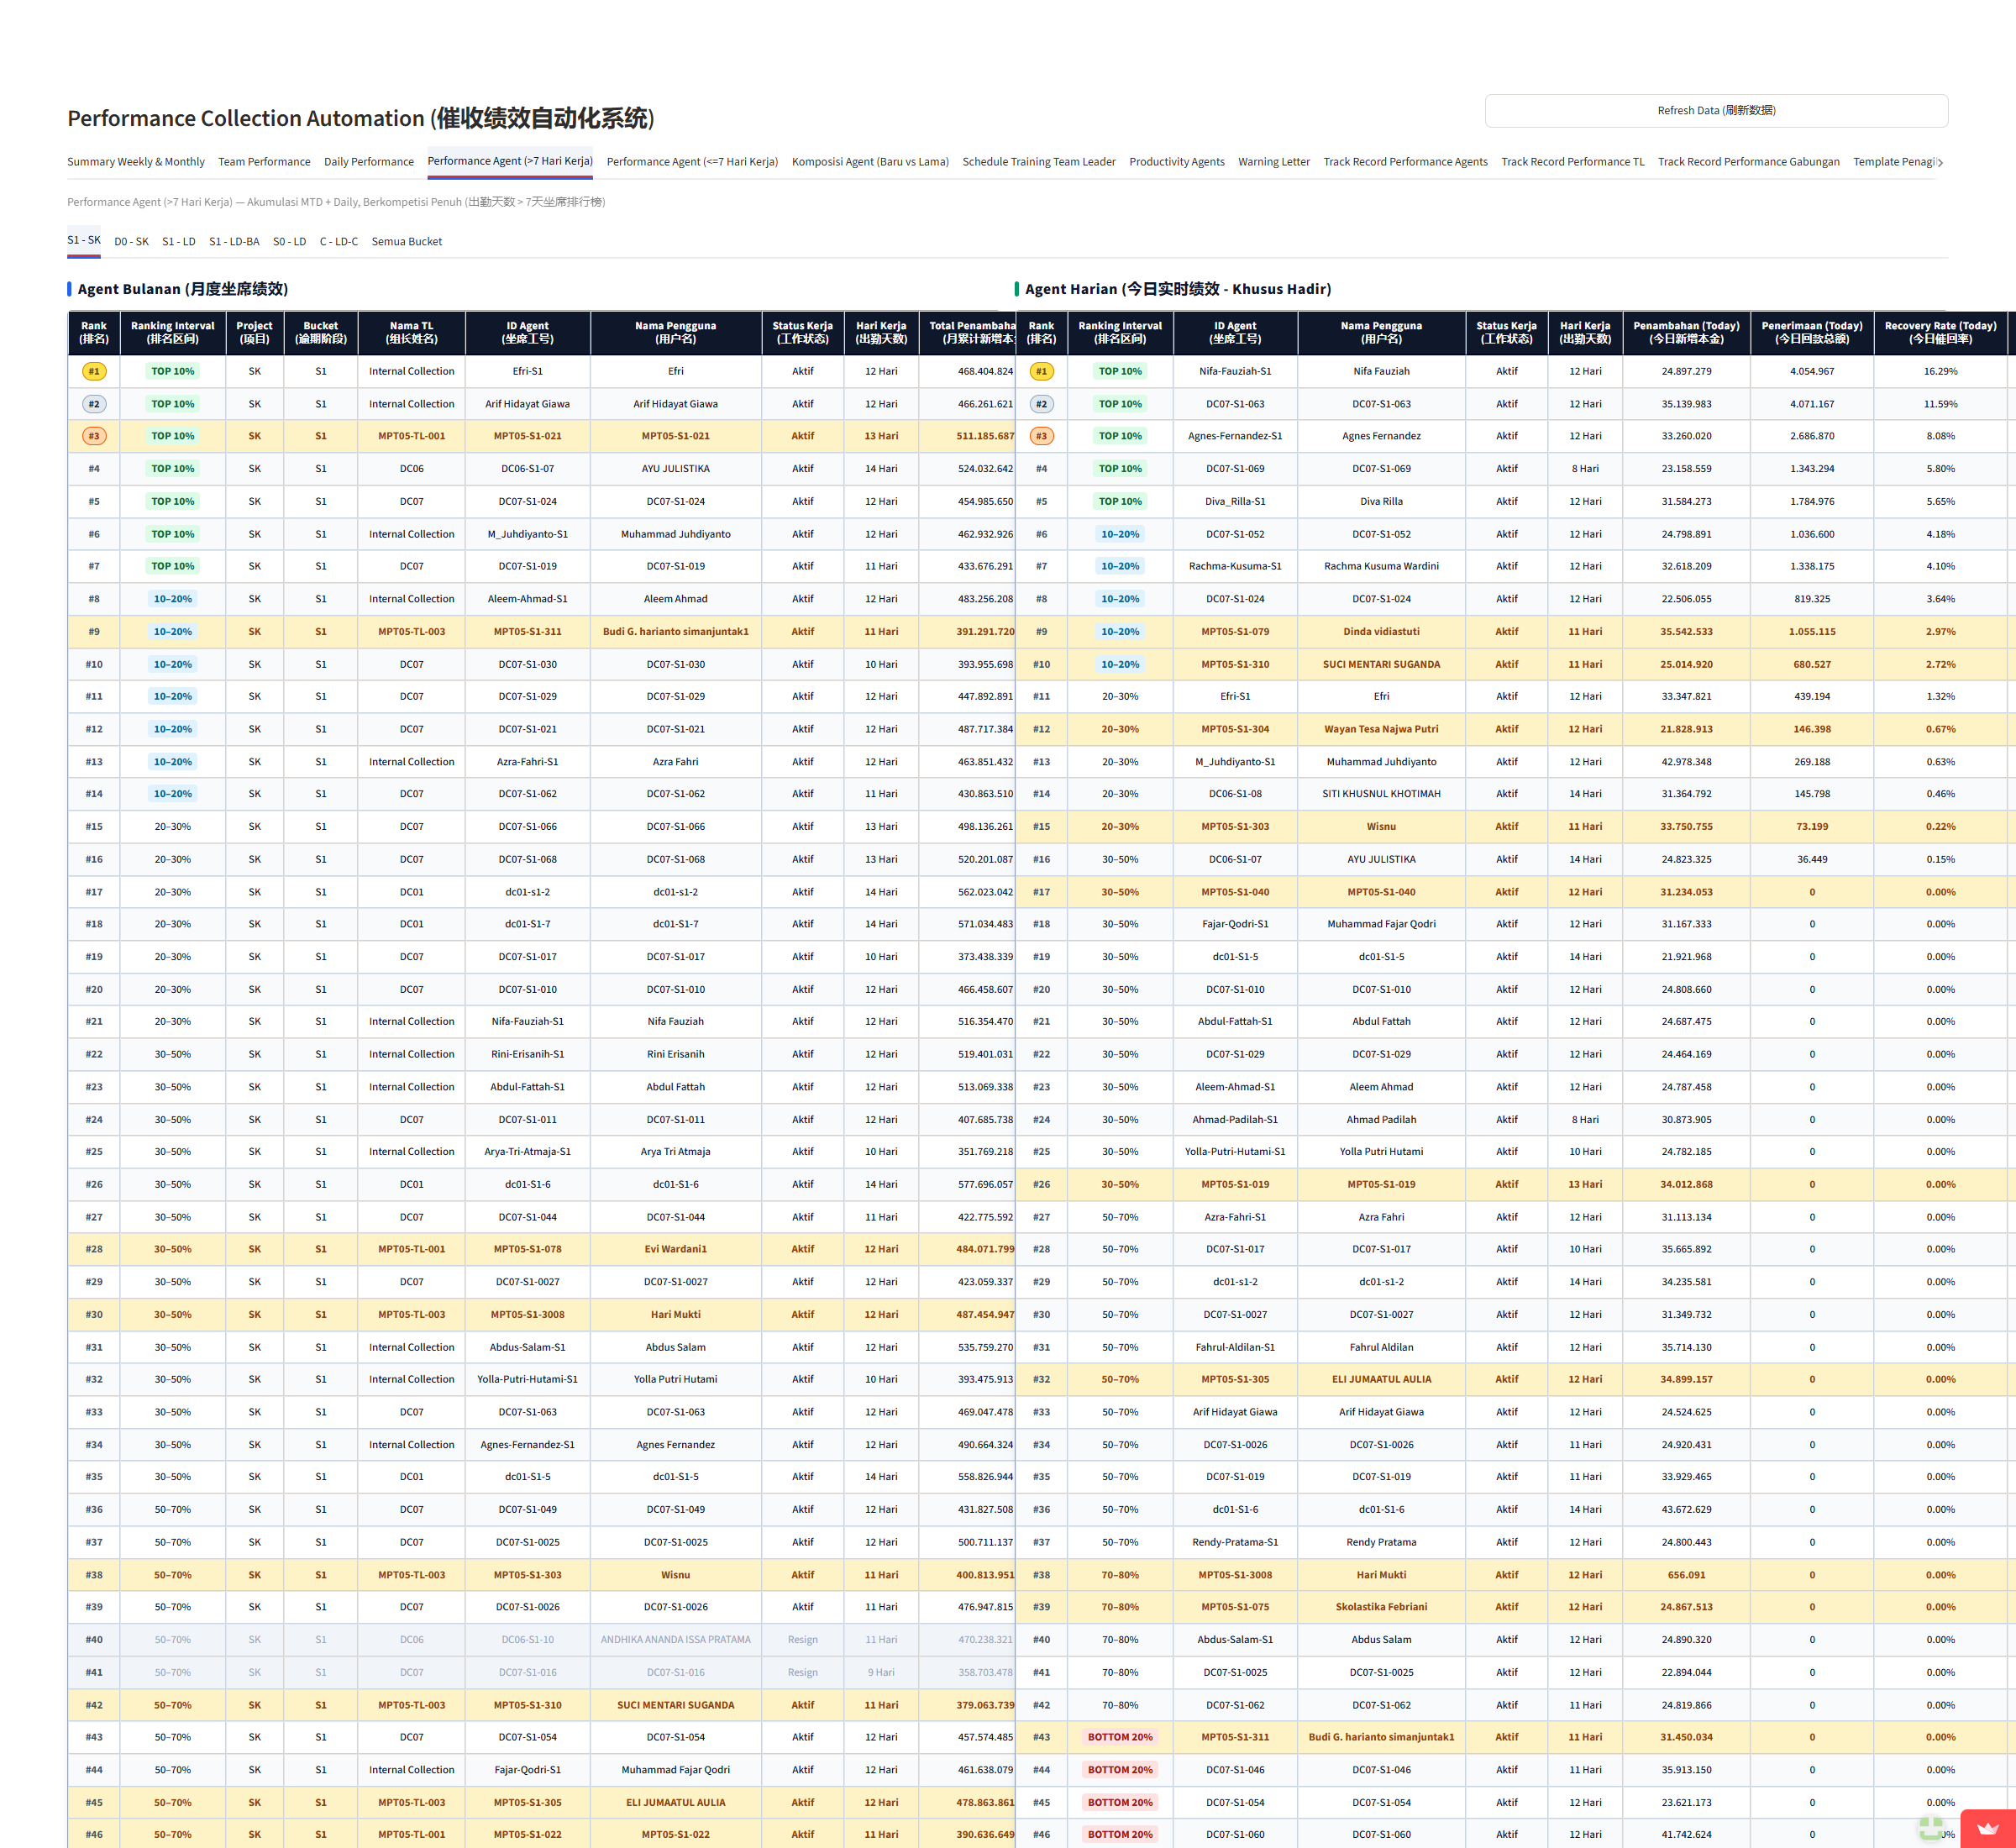 Performance Collection Automation (催收绩效自动化系统)
Refresh Data (刷新数据)
Summary Weekly & Monthly Team Performance Daily Performance Performance Agent (>7 Hari Kerja) Performance Agent (<=7 Hari Kerja) Komposisi Agent (Baru vs Lama) Schedule Training Team Leader Productivity Agents Warning Letter Track Record Performance Agents Track Record Performance TL Track Record Performance Gabungan Template Penagi
Performance Agent (>7 Hari Kerja) — Akumulasi MTD + Daily, Berkompetisi Penuh (出勤天数 > 7天坐席排行榜)
S1 - SK D0 - SK S1 - LD S1 - LD-BA S0 - LD C - LD-C Semua Bucket
Agent Bulanan (月度坐席绩效)
Rank Ranking Interval Project Bucket Nama TL ID Agent Nama Pengguna Status Kerja Hari Kerja Total Penambaha
(排名) (排名区间) (项目) (逾期阶段) (组长姓名) (坐席工号) (用户名) (工作状态) (出勤天数) (月累计新增本
#1 TOP 10% SK S1 Internal Collection Efri-S1 Efri Aktif 12 Hari 468.404.824
#2 TOP 10% SK S1 Internal Collection Arif Hidayat Giawa Arif Hidayat Giawa Aktif 12 Hari 466.261.621
#3 TOP 10% SK S1 MPT05-TL-001 MPT05-S1-021 MPT05-S1-021 Aktif 13 Hari 511.185.687
#4 TOP 10% SK S1 DC06 DC06-S1-07 AYU JULISTIKA Aktif 14 Hari 524.032.642
#5 TOP 10% SK S1 DC07 DC07-S1-024 DC07-S1-024 Aktif 12 Hari 454.985.650
#6 TOP 10% SK S1 Internal Collection M_Juhdiyanto-S1 Muhammad Juhdiyanto Aktif 12 Hari 462.932.926
#7 TOP 10% SK S1 DC07 DC07-S1-019 DC07-S1-019 Aktif 11 Hari 433.676.291
#8 10–20% SK S1 Internal Collection Aleem-Ahmad-S1 Aleem Ahmad Aktif 12 Hari 483.256.208
#9 10–20% SK S1 MPT05-TL-003 MPT05-S1-311 Budi G. harianto simanjuntak1 Aktif 11 Hari 391.291.720
#10 10–20% SK S1 DC07 DC07-S1-030 DC07-S1-030 Aktif 10 Hari 393.955.698
#11 10–20% SK S1 DC07 DC07-S1-029 DC07-S1-029 Aktif 12 Hari 447.892.891
#12 10–20% SK S1 DC07 DC07-S1-021 DC07-S1-021 Aktif 12 Hari 487.717.384
#13 10–20% SK S1 Internal Collection Azra-Fahri-S1 Azra Fahri Aktif 12 Hari 463.851.432
#14 10–20% SK S1 DC07 DC07-S1-062 DC07-S1-062 Aktif 11 Hari 430.863.510
#15 20–30% SK S1 DC07 DC07-S1-066 DC07-S1-066 Aktif 13 Hari 498.136.261
#16 20–30% SK S1 DC07 DC07-S1-068 DC07-S1-068 Aktif 13 Hari 520.201.087
#17 20–30% SK S1 DC01 dc01-s1-2 dc01-s1-2 Aktif 14 Hari 562.023.042
#18 20–30% SK S1 DC01 dc01-S1-7 dc01-S1-7 Aktif 14 Hari 571.034.483
#19 20–30% SK S1 DC07 DC07-S1-017 DC07-S1-017 Aktif 10 Hari 373.438.339
#20 20–30% SK S1 DC07 DC07-S1-010 DC07-S1-010 Aktif 12 Hari 466.458.607
#21 20–30% SK S1 Internal Collection Nifa-Fauziah-S1 Nifa Fauziah Aktif 12 Hari 516.354.470
#22 30–50% SK S1 Internal Collection Rini-Erisanih-S1 Rini Erisanih Aktif 12 Hari 519.401.031
#23 30–50% SK S1 Internal Collection Abdul-Fattah-S1 Abdul Fattah Aktif 12 Hari 513.069.338
#24 30–50% SK S1 DC07 DC07-S1-011 DC07-S1-011 Aktif 12 Hari 407.685.738
#25 30–50% SK S1 Internal Collection Arya-Tri-Atmaja-S1 Arya Tri Atmaja Aktif 10 Hari 351.769.218
#26 30–50% SK S1 DC01 dc01-S1-6 dc01-S1-6 Aktif 14 Hari 577.696.057
#27 30–50% SK S1 DC07 DC07-S1-044 DC07-S1-044 Aktif 11 Hari 422.775.592
#28 30–50% SK S1 MPT05-TL-001 MPT05-S1-078 Evi Wardani1 Aktif 12 Hari 484.071.799
#29 30–50% SK S1 DC07 DC07-S1-0027 DC07-S1-0027 Aktif 12 Hari 423.059.337
#30 30–50% SK S1 MPT05-TL-003 MPT05-S1-3008 Hari Mukti Aktif 12 Hari 487.454.947
#31 30–50% SK S1 Internal Collection Abdus-Salam-S1 Abdus Salam Aktif 12 Hari 535.759.270
#32 30–50% SK S1 Internal Collection Yolla-Putri-Hutami-S1 Yolla Putri Hutami Aktif 10 Hari 393.475.913
#33 30–50% SK S1 DC07 DC07-S1-063 DC07-S1-063 Aktif 12 Hari 469.047.478
#34 30–50% SK S1 Internal Collection Agnes-Fernandez-S1 Agnes Fernandez Aktif 12 Hari 490.664.324
#35 30–50% SK S1 DC01 dc01-S1-5 dc01-S1-5 Aktif 14 Hari 558.826.944
#36 50–70% SK S1 DC07 DC07-S1-049 DC07-S1-049 Aktif 12 Hari 431.827.508
#37 50–70% SK S1 DC07 DC07-S1-0025 DC07-S1-0025 Aktif 12 Hari 500.711.137
#38 50–70% SK S1 MPT05-TL-003 MPT05-S1-303 Wisnu Aktif 11 Hari 400.813.951
#39 50–70% SK S1 DC07 DC07-S1-0026 DC07-S1-0026 Aktif 11 Hari 476.947.815
#40 50–70% SK S1 DC06 DC06-S1-10 ANDHIKA ANANDA ISSA PRATAMA Resign 11 Hari 470.238.321
#41 50–70% SK S1 DC07 DC07-S1-016 DC07-S1-016 Resign 9 Hari 358.703.478
#42 50–70% SK S1 MPT05-TL-003 MPT05-S1-310 SUCI MENTARI SUGANDA Aktif 11 Hari 379.063.739
#43 50–70% SK S1 DC07 DC07-S1-054 DC07-S1-054 Aktif 12 Hari 457.574.485
#44 50–70% SK S1 Internal Collection Fajar-Qodri-S1 Muhammad Fajar Qodri Aktif 12 Hari 461.638.079
#45 50–70% SK S1 MPT05-TL-003 MPT05-S1-305 ELI JUMAATUL AULIA Aktif 12 Hari 478.863.861
#46 50–70% SK S1 MPT05-TL-001 MPT05-S1-022 MPT05-S1-022 Aktif 11 Hari 390.636.649
Agent Harian (今日实时绩效 - Khusus Hadir)
Rank Ranking Interval ID Agent Nama Pengguna Status Kerja Hari Kerja Penambahan (Today) Penerimaan (Today) Recovery Rate (Today)
(排名) (排名区间) (坐席工号) (用户名) (工作状态) (出勤天数) (今日新增本金) (今日回款总额) (今日催回率)
#1 TOP 10% Nifa-Fauziah-S1 Nifa Fauziah Aktif 12 Hari 24.897.279 4.054.967 16.29%
#2 TOP 10% DC07-S1-063 DC07-S1-063 Aktif 12 Hari 35.139.983 4.071.167 11.59%
#3 TOP 10% Agnes-Fernandez-S1 Agnes Fernandez Aktif 12 Hari 33.260.020 2.686.870 8.08%
#4 TOP 10% DC07-S1-069 DC07-S1-069 Aktif 8 Hari 23.158.559 1.343.294 5.80%
#5 TOP 10% Diva_Rilla-S1 Diva Rilla Aktif 12 Hari 31.584.273 1.784.976 5.65%
#6 10–20% DC07-S1-052 DC07-S1-052 Aktif 12 Hari 24.798.891 1.036.600 4.18%
#7 10–20% Rachma-Kusuma-S1 Rachma Kusuma Wardini Aktif 12 Hari 32.618.209 1.338.175 4.10%
#8 10–20% DC07-S1-024 DC07-S1-024 Aktif 12 Hari 22.506.055 819.325 3.64%
#9 10–20% MPT05-S1-079 Dinda vidiastuti Aktif 11 Hari 35.542.533 1.055.115 2.97%
#10 10–20% MPT05-S1-310 SUCI MENTARI SUGANDA Aktif 11 Hari 25.014.920 680.527 2.72%
#11 20–30% Efri-S1 Efri Aktif 12 Hari 33.347.821 439.194 1.32%
#12 20–30% MPT05-S1-304 Wayan Tesa Najwa Putri Aktif 12 Hari 21.828.913 146.398 0.67%
#13 20–30% M_Juhdiyanto-S1 Muhammad Juhdiyanto Aktif 12 Hari 42.978.348 269.188 0.63%
#14 20–30% DC06-S1-08 SITI KHUSNUL KHOTIMAH Aktif 14 Hari 31.364.792 145.798 0.46%
#15 20–30% MPT05-S1-303 Wisnu Aktif 11 Hari 33.750.755 73.199 0.22%
#16 30–50% DC06-S1-07 AYU JULISTIKA Aktif 14 Hari 24.823.325 36.449 0.15%
#17 30–50% MPT05-S1-040 MPT05-S1-040 Aktif 12 Hari 31.234.053 0 0.00%
#18 30–50% Fajar-Qodri-S1 Muhammad Fajar Qodri Aktif 12 Hari 31.167.333 0 0.00%
#19 30–50% dc01-S1-5 dc01-S1-5 Aktif 14 Hari 21.921.968 0 0.00%
#20 30–50% DC07-S1-010 DC07-S1-010 Aktif 12 Hari 24.808.660 0 0.00%
#21 30–50% Abdul-Fattah-S1 Abdul Fattah Aktif 12 Hari 24.687.475 0 0.00%
#22 30–50% DC07-S1-029 DC07-S1-029 Aktif 12 Hari 24.464.169 0 0.00%
#23 30–50% Aleem-Ahmad-S1 Aleem Ahmad Aktif 12 Hari 24.787.458 0 0.00%
#24 30–50% Ahmad-Padilah-S1 Ahmad Padilah Aktif 8 Hari 30.873.905 0 0.00%
#25 30–50% Yolla-Putri-Hutami-S1 Yolla Putri Hutami Aktif 10 Hari 24.782.185 0 0.00%
#26 30–50% MPT05-S1-019 MPT05-S1-019 Aktif 13 Hari 34.012.868 0 0.00%
#27 50–70% Azra-Fahri-S1 Azra Fahri Aktif 12 Hari 31.113.134 0 0.00%
#28 50–70% DC07-S1-017 DC07-S1-017 Aktif 10 Hari 35.665.892 0 0.00%
#29 50–70% dc01-s1-2 dc01-s1-2 Aktif 14 Hari 34.235.581 0 0.00%
#30 50–70% DC07-S1-0027 DC07-S1-0027 Aktif 12 Hari 31.349.732 0 0.00%
#31 50–70% Fahrul-Aldilan-S1 Fahrul Aldilan Aktif 12 Hari 35.714.130 0 0.00%
#32 50–70% MPT05-S1-305 ELI JUMAATUL AULIA Aktif 12 Hari 34.899.157 0 0.00%
#33 50–70% Arif Hidayat Giawa Arif Hidayat Giawa Aktif 12 Hari 24.524.625 0 0.00%
#34 50–70% DC07-S1-0026 DC07-S1-0026 Aktif 11 Hari 24.920.431 0 0.00%
#35 50–70% DC07-S1-019 DC07-S1-019 Aktif 11 Hari 33.929.465 0 0.00%
#36 50–70% dc01-S1-6 dc01-S1-6 Aktif 14 Hari 43.672.629 0 0.00%
#37 50–70% Rendy-Pratama-S1 Rendy Pratama Aktif 12 Hari 24.800.443 0 0.00%
#38 70–80% MPT05-S1-3008 Hari Mukti Aktif 12 Hari 656.091 0 0.00%
#39 70–80% MPT05-S1-075 Skolastika Febriani Aktif 12 Hari 24.867.513 0 0.00%
#40 70–80% Abdus-Salam-S1 Abdus Salam Aktif 12 Hari 24.890.320 0 0.00%
#41 70–80% DC07-S1-0025 DC07-S1-0025 Aktif 12 Hari 22.894.044 0 0.00%
#42 70–80% DC07-S1-062 DC07-S1-062 Aktif 11 Hari 24.819.866 0 0.00%
#43 BOTTOM 20% MPT05-S1-311 Budi G. harianto simanjuntak1 Aktif 11 Hari 31.450.034 0 0.00%
#44 BOTTOM 20% DC07-S1-046 DC07-S1-046 Aktif 11 Hari 35.913.150 0 0.00%
#45 BOTTOM 20% DC07-S1-054 DC07-S1-054 Aktif 12 Hari 23.621.173 0 0.00%
#46 BOTTOM 20% DC07-S1-060 DC07-S1-060 Aktif 12 Hari 41.742.624 0